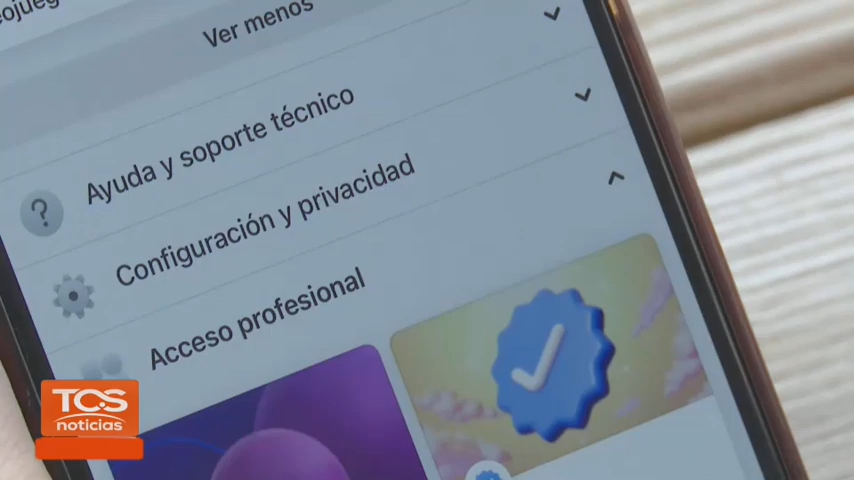 Ver menos
Ayuda y soporte técnico
Configuración y privacidad
Acceso profesional
TCS
noticias